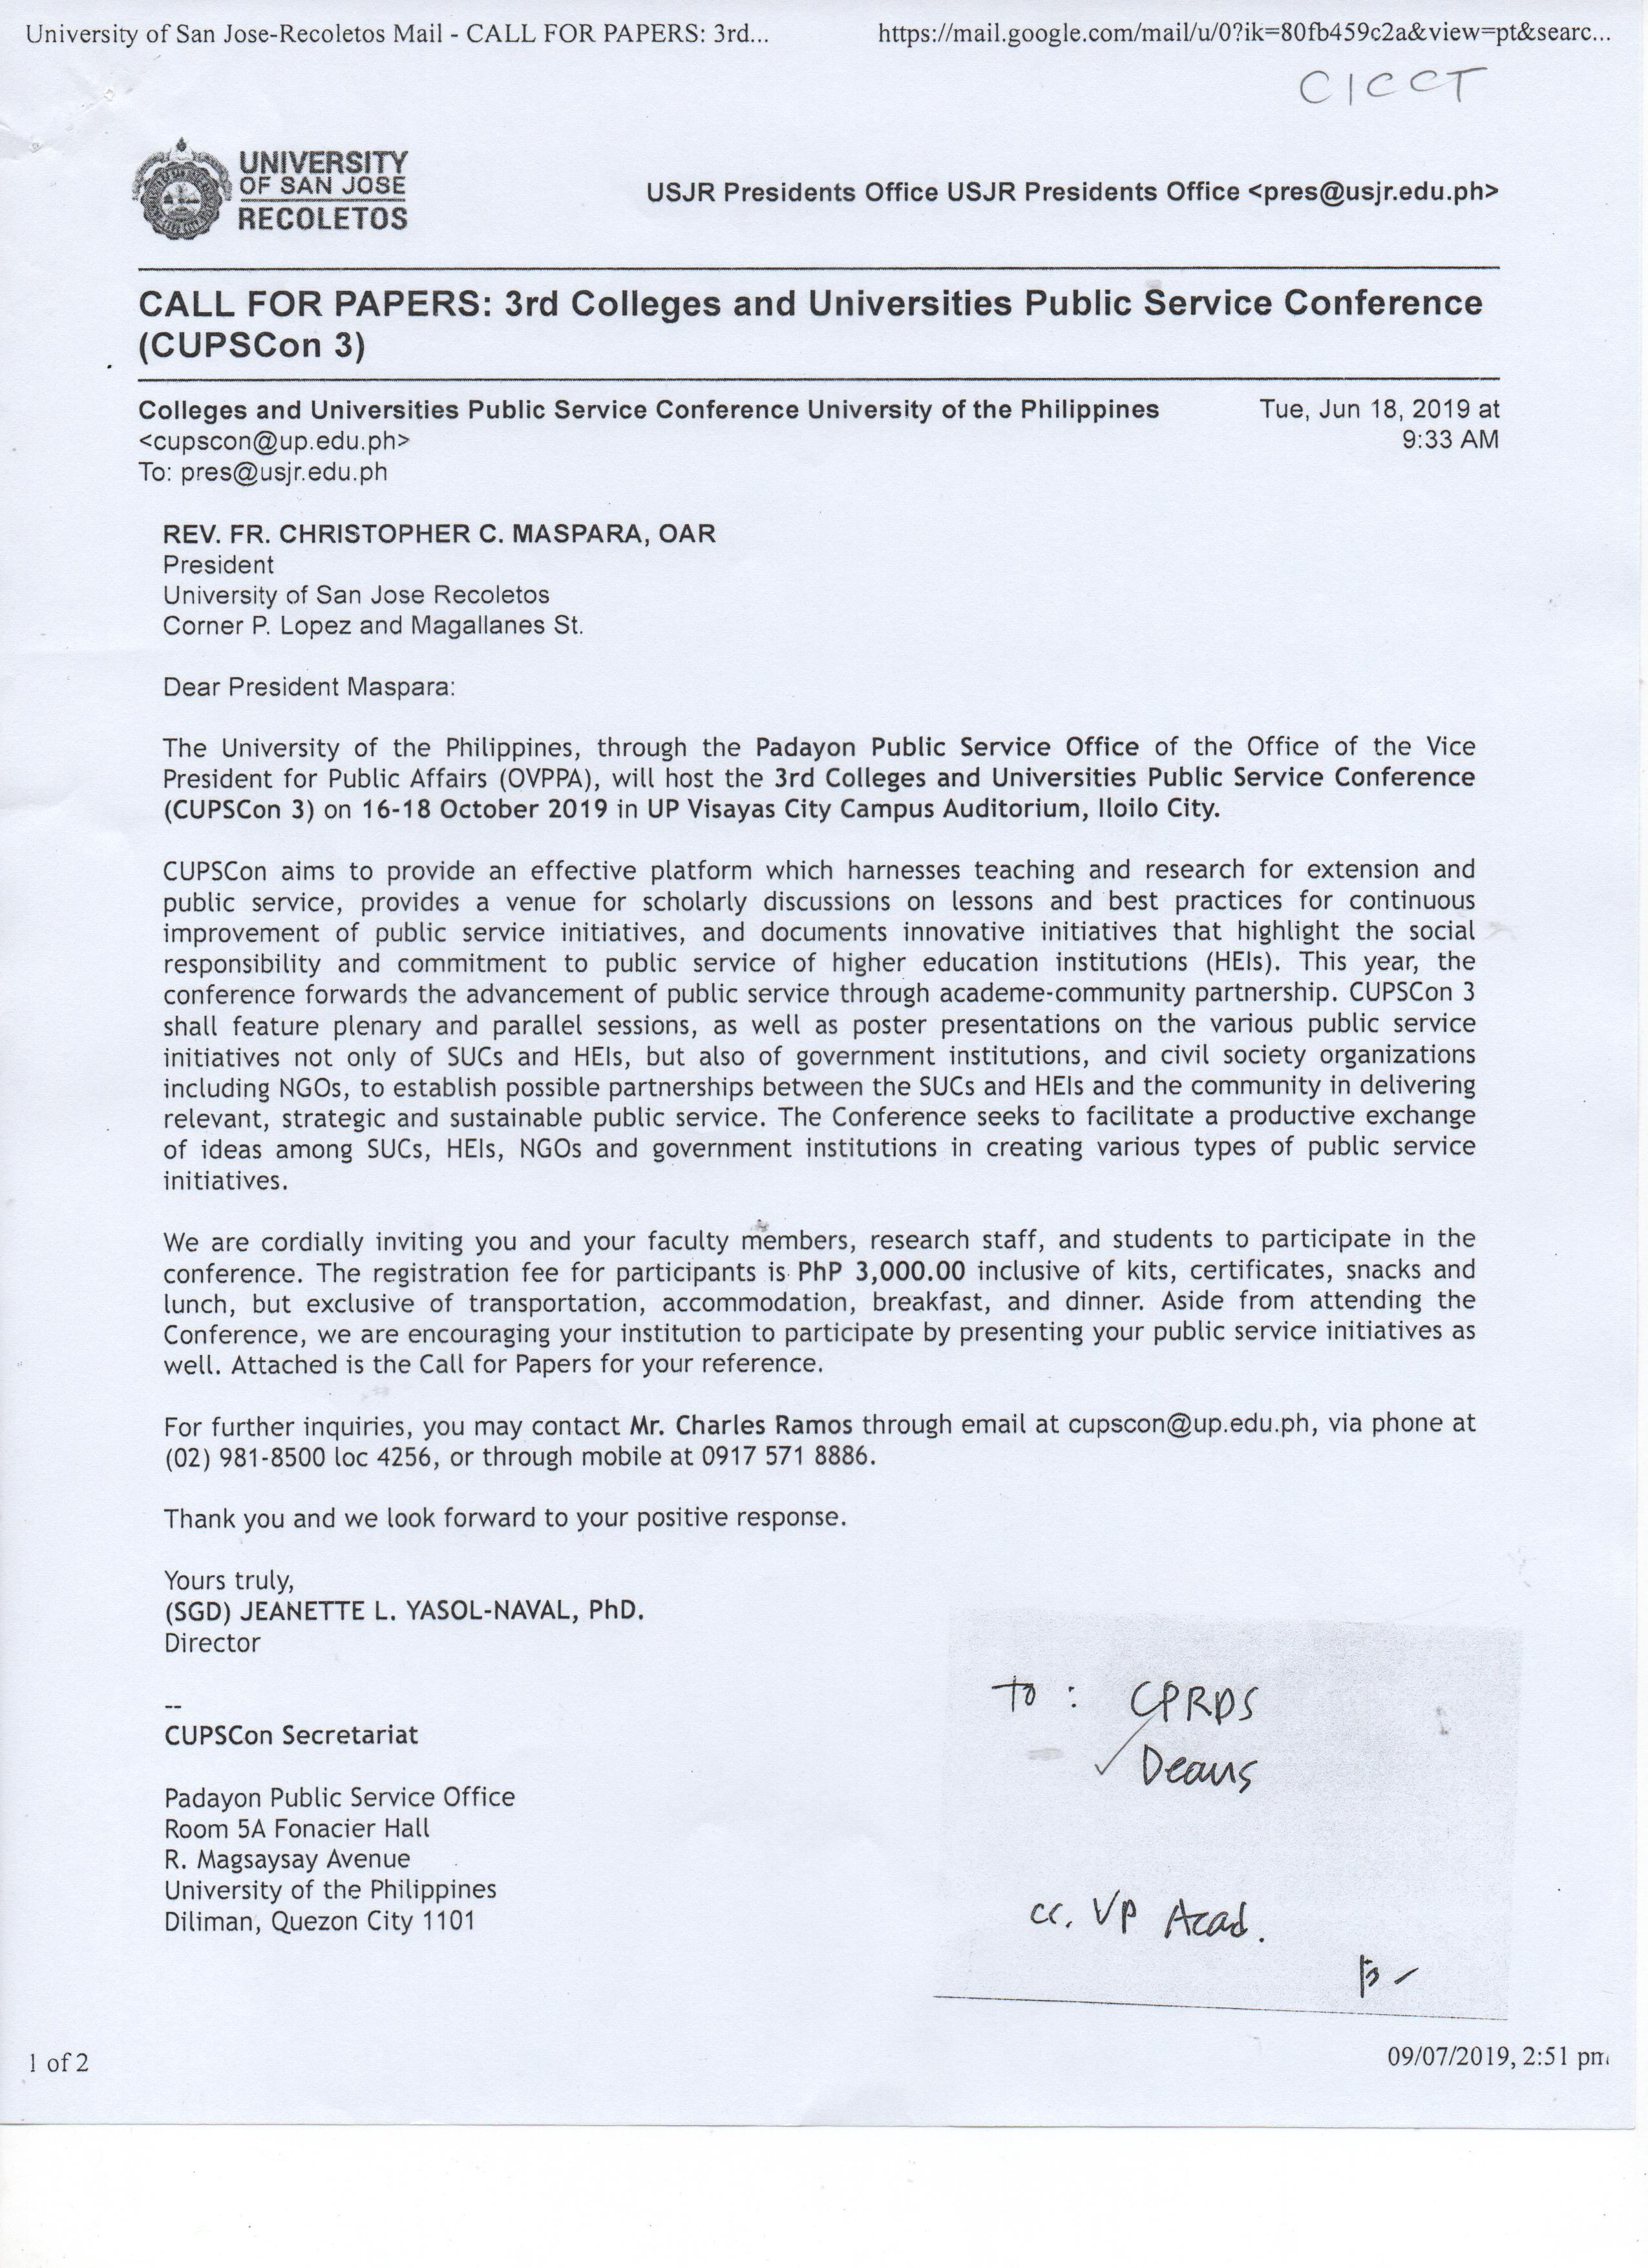 University of San Jose-Recoletos Mail - CALL FOR PAPERS: 3rd... https://mail.google.com/mail/u/0?ik=80fb459c2a&view=pt&searc...
CICCT
UNIVERSITY
OF SAN JOSE
RECOLETOS
USJR Presidents Office USJR Presidents Office <pres@usjr.edu.ph>
CALL FOR PAPERS: 3rd Colleges and Universities Public Service Conference
(CUPSCon 3)
Colleges and Universities Public Service Conference University of the Philippines Tue, Jun 18, 2019 at
<cupscon@up.edu.ph> 9:33 AM
To: pres@usjr.edu.ph
REV. FR. CHRISTOPHER C. MASPARA, OAR
President
University of San Jose Recoletos
Corner P. Lopez and Magallanes St.
Dear President Maspara:
The University of the Philippines, through the Padayon Public Service Office of the Office of the Vice
President for Public Affairs (OVPPA), will host the 3rd Colleges and Universities Public Service Conference
(CUPSCon 3) on 16-18 October 2019 in UP Visayas City Campus Auditorium, Iloilo City.
CUPSCon aims to provide an effective platform which harnesses teaching and research for extension and
public service, provides a venue for scholarly discussions on lessons and best practices for continuous
improvement of public service initiatives, and documents innovative initiatives that highlight the social
responsibility and commitment to public service of higher education institutions (HEIs). This year, the
conference forwards the advancement of public service through academe-community partnership. CUPSCon 3
shall feature plenary and parallel sessions, as well as poster presentations on the various public service
initiatives not only of SUCs and HEIs, but also of government institutions, and civil society organizations
including NGOs, to establish possible partnerships between the SUCs and HEIs and the community in delivering
relevant, strategic and sustainable public service. The Conference seeks to facilitate a productive exchange
of ideas among SUCs, HEIs, NGOs and government institutions in creating various types of public service
initiatives.
We are cordially inviting you and your faculty members, research staff, and students to participate in the
conference. The registration fee for participants is PhP 3,000.00 inclusive of kits, certificates, snacks and
lunch, but exclusive of transportation, accommodation, breakfast, and dinner. Aside from attending the
Conference, we are encouraging your institution to participate by presenting your public service initiatives as
well. Attached is the Call for Papers for your reference.
For further inquiries, you may contact Mr. Charles Ramos through email at cupscon@up.edu.ph, via phone at
(02) 981-8500 loc 4256, or through mobile at 0917 571 8886.
Thank you and we look forward to your positive response.
Yours truly,
(SGD) JEANETTE L. YASOL-NAVAL, PhD.
Director
--
CUPSCon Secretariat
Padayon Public Service Office
Room 5A Fonacier Hall
R. Magsaysay Avenue
University of the Philippines
Diliman, Quezon City 1101
to : CPRDS
Deans
cc. VP Acad.
1 of 2 09/07/2019, 2:51 pm